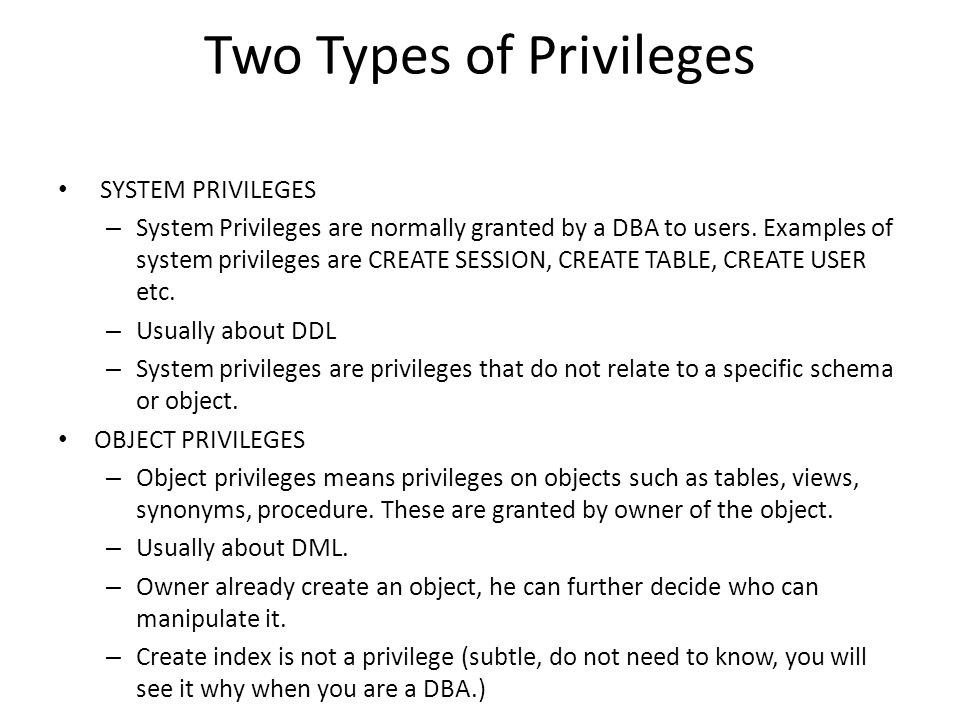 Two Types of Privileges
• SYSTEM PRIVILEGES
– System Privileges are normally granted by a DBA to users. Examples of
system privileges are CREATE SESSION, CREATE TABLE, CREATE USER
etc.
– Usually about DDL
– System privileges are privileges that do not relate to a specific schema
or object.
• OBJECT PRIVILEGES
– Object privileges means privileges on objects such as tables, views,
synonyms, procedure. These are granted by owner of the object.
– Usually about DML.
– Owner already create an object, he can further decide who can
manipulate it.
– Create index is not a privilege (subtle, do not need to know, you will
see it why when you are a DBA.)